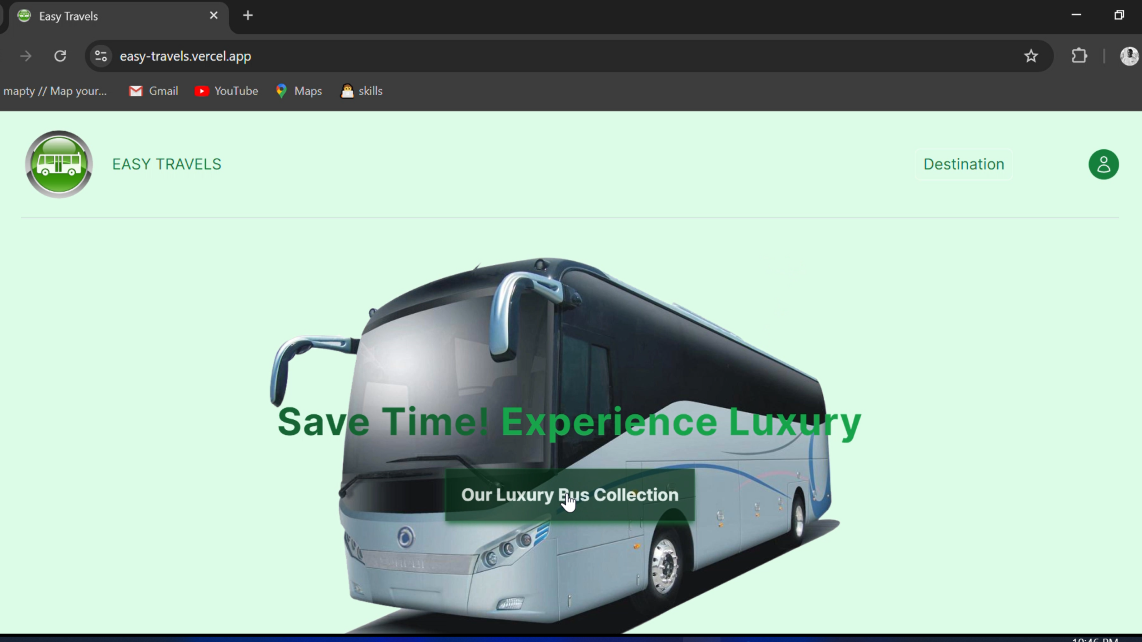 Easy Travels
easy-travels.vercel.app
mapty // Map your... Gmail YouTube Maps skills
EASY TRAVELS Destination
Save Time! Experience Luxury
Our Luxury Bus Collection